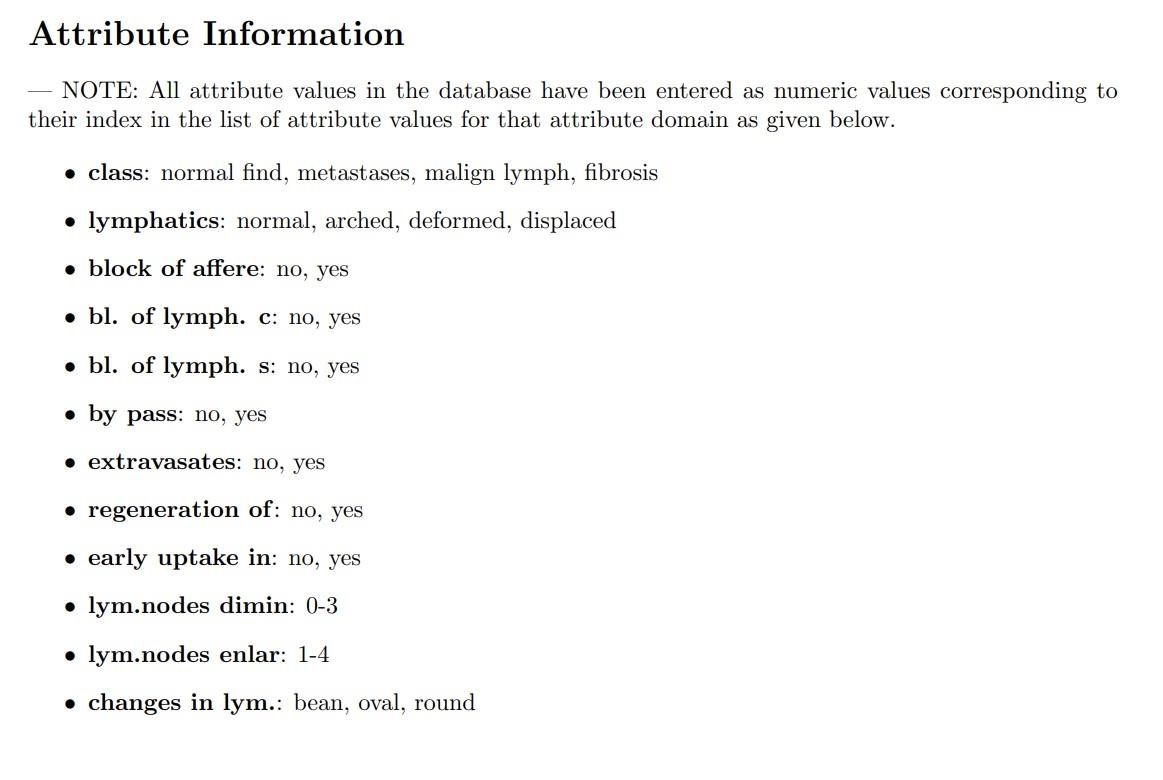 Attribute Information
— NOTE: All attribute values in the database have been entered as numeric values corresponding to
their index in the list of attribute values for that attribute domain as given below.
• class: normal find, metastases, malign lymph, fibrosis
• lymphatics: normal, arched, deformed, displaced
• block of affere: no, yes
• bl. of lymph. c: no, yes
• bl. of lymph. s: no, yes
• by pass: no, yes
• extravasates: no, yes
• regeneration of: no, yes
• early uptake in: no, yes
• lym.nodes dimin: 0-3
• lym.nodes enlar: 1-4
• changes in lym.: bean, oval, round